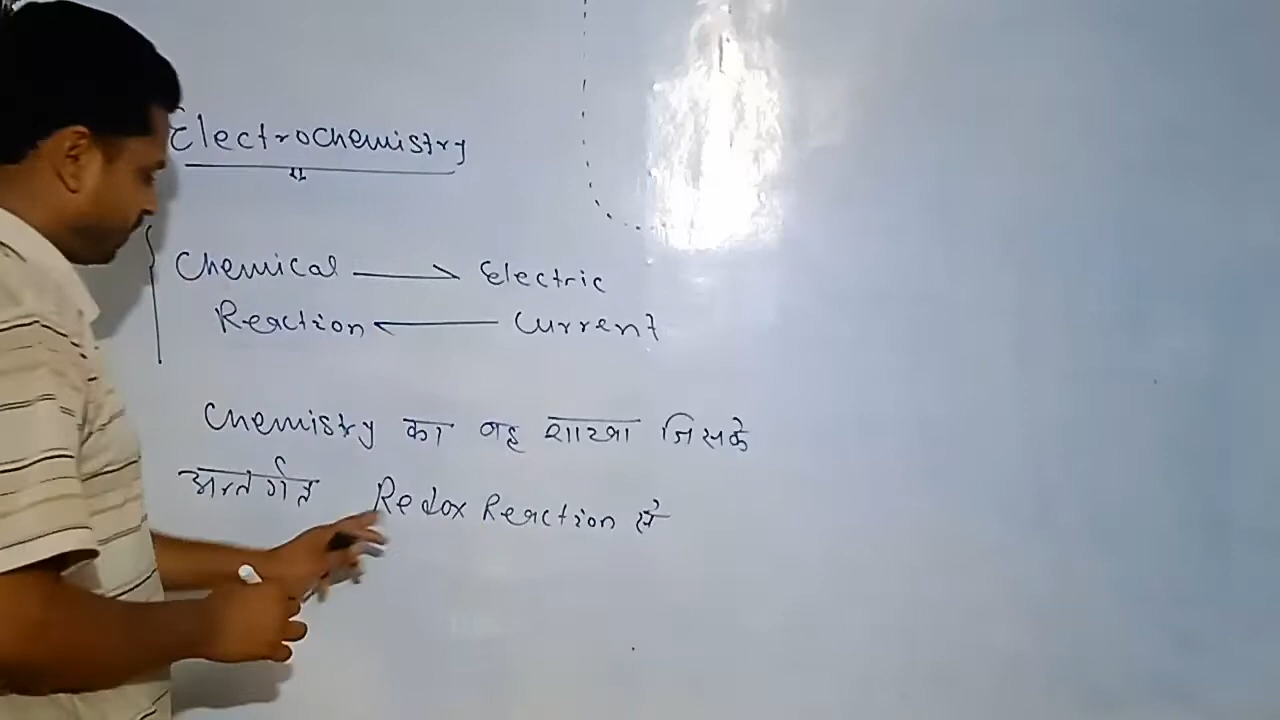 Electrochemistry
Chemical → Electric
Reaction ← Current
Chemistry का वह शाखा जिसके
अन्तर्गत Redox Reaction से